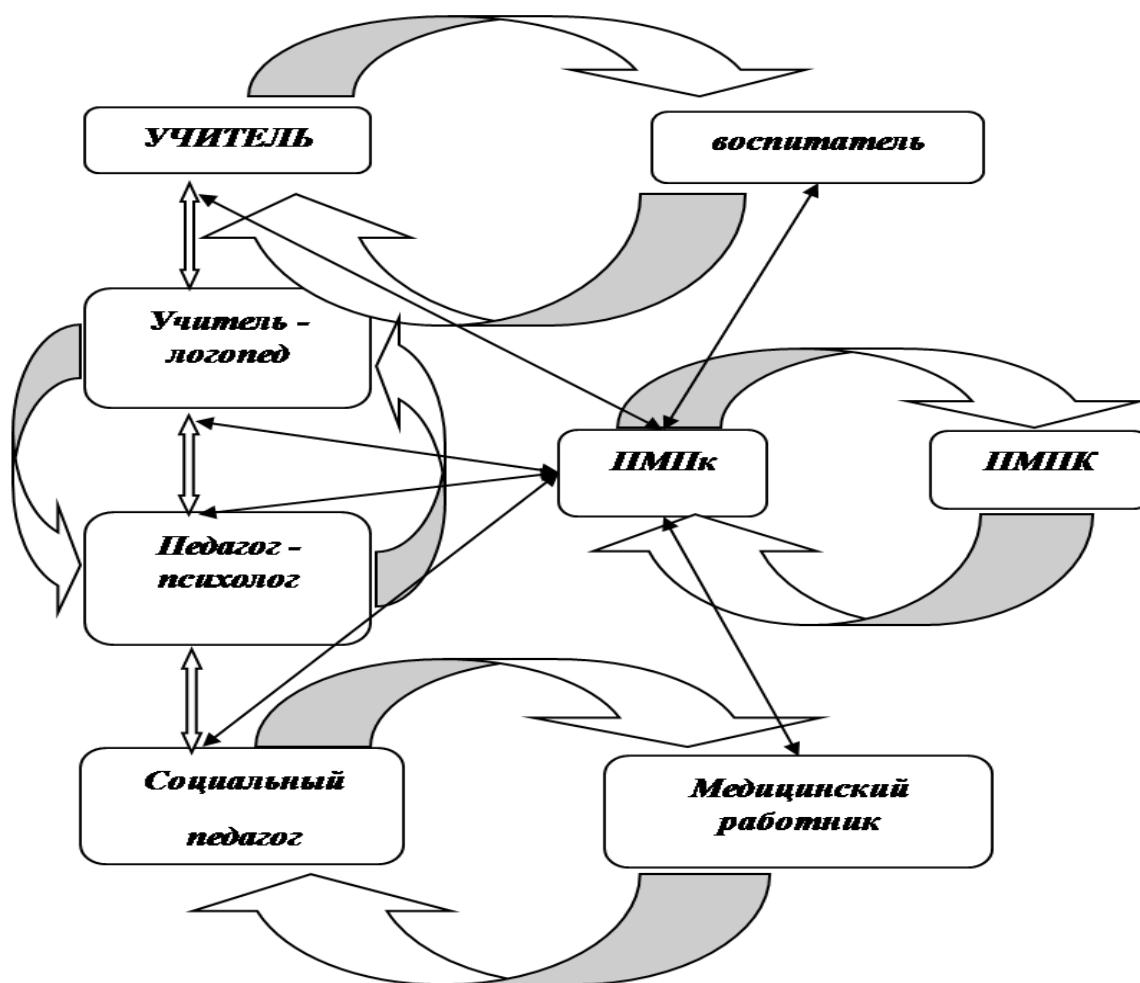 УЧИТЕЛЬ
воспитатель
Учитель -
логопед
ПМПк
ПМПК
Педагог -
психолог
Социальный
педагог
Медицинский
работник